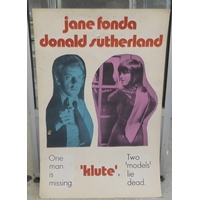 jane fonda
donald sutherland
One
man
is
missing
'klute'.
Two
'models'
lie
dead.